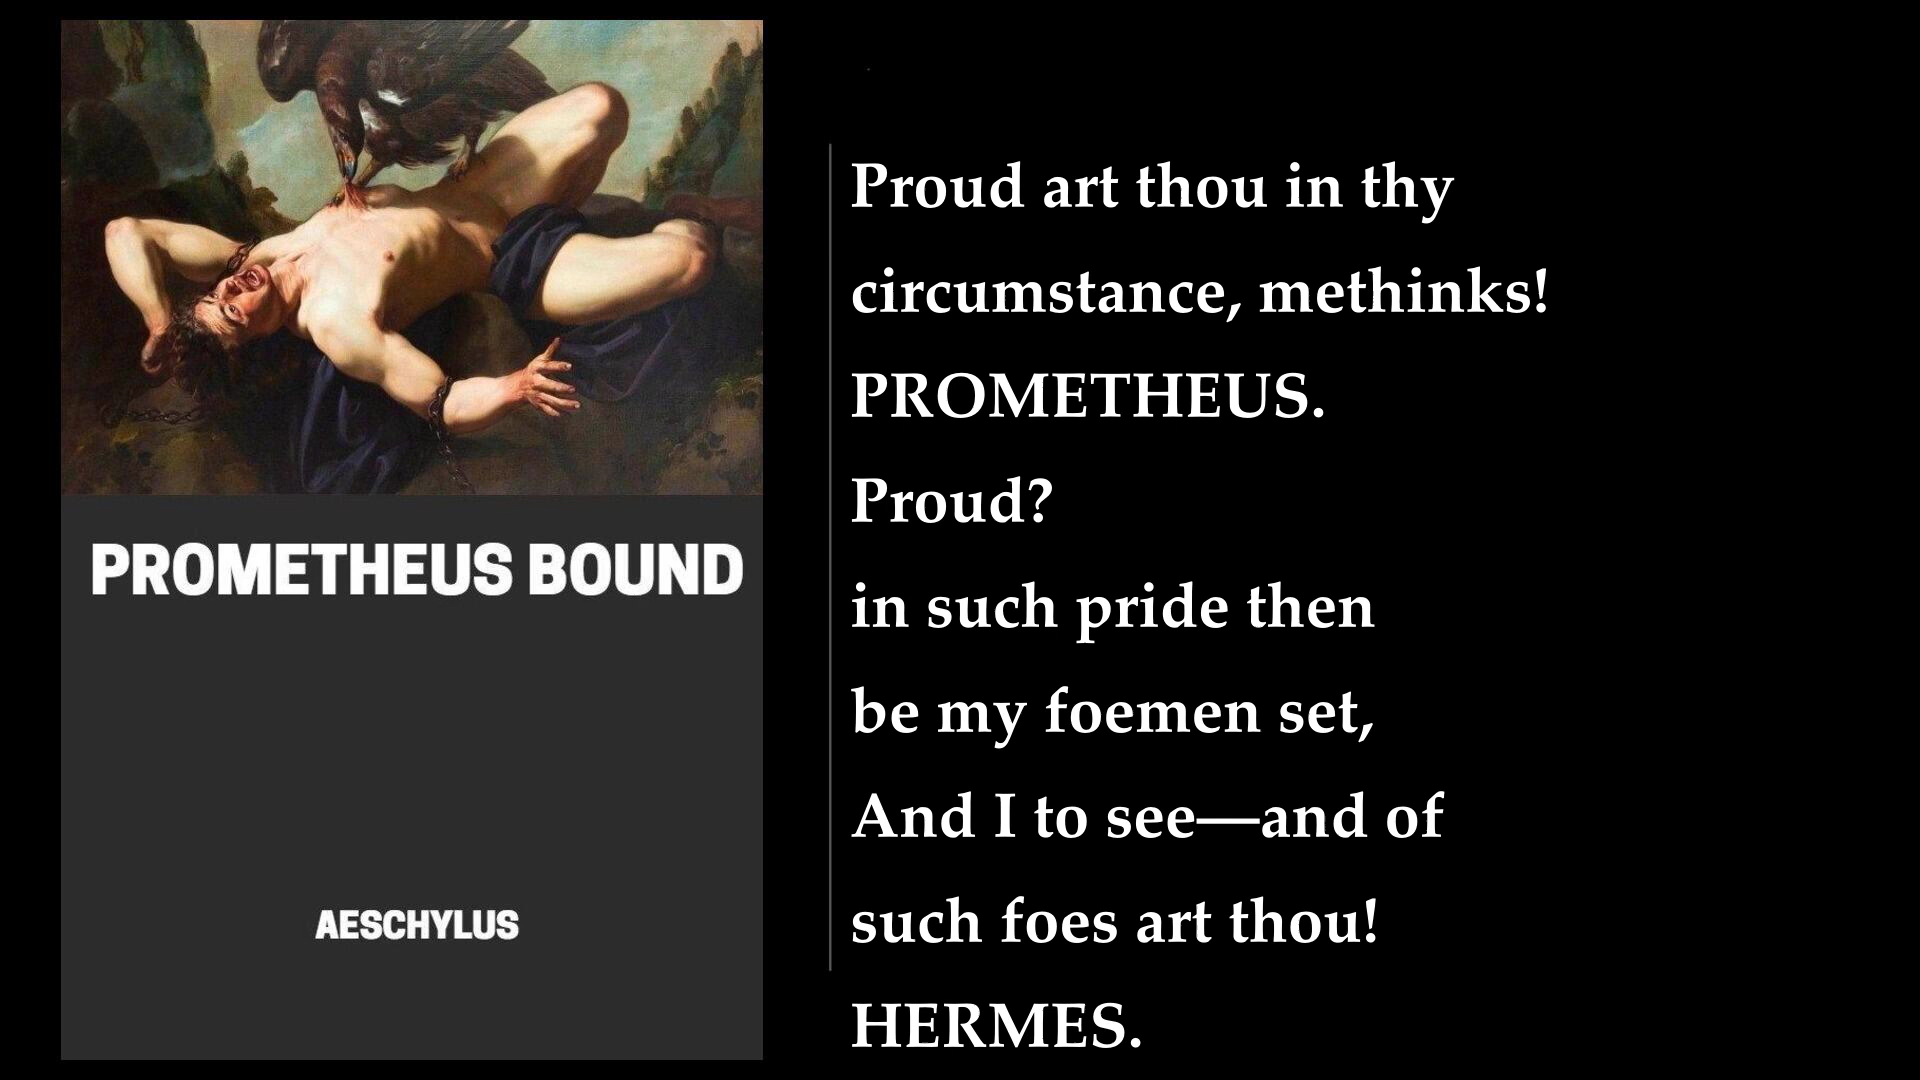 PROMETHEUS BOUND
AESCHYLUS
Proud art thou in thy
circumstance, methinks!
PROMETHEUS.
Proud?
in such pride then
be my foemen set,
And I to see—and of
such foes art thou!
HERMES.